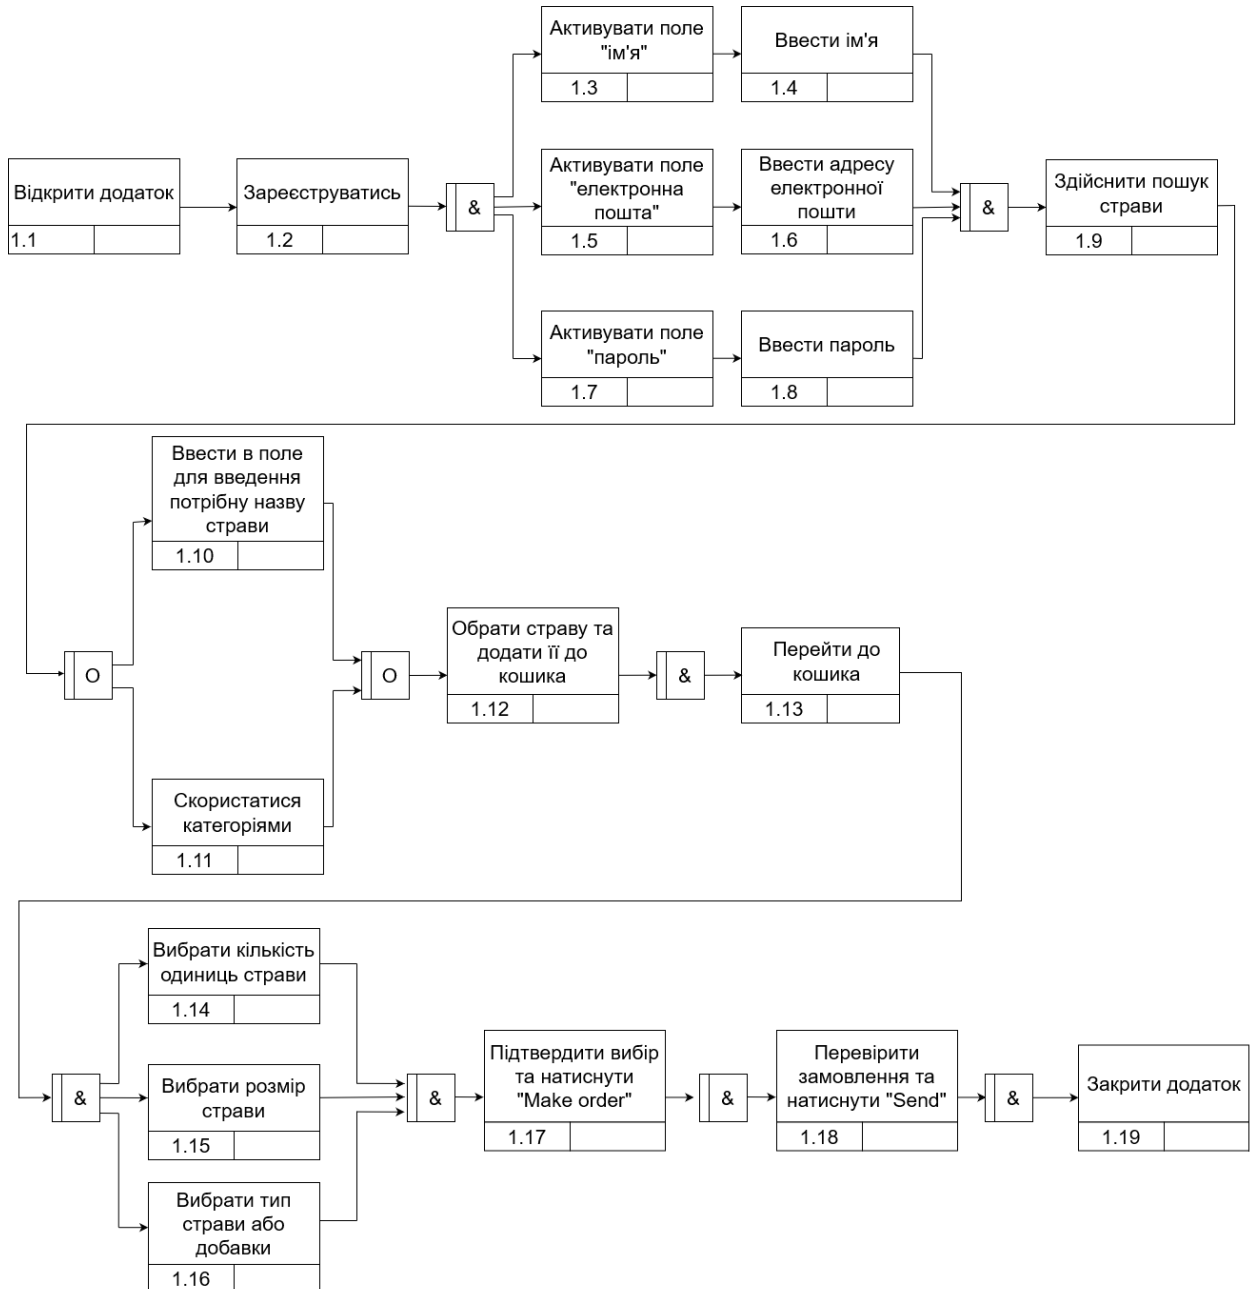 Активувати поле
"ім'я"
1.3
Ввести ім'я
1.4
Відкрити додаток
1.1
Зареєструватись
1.2
&
Активувати поле
"електронна
пошта"
1.5
Ввести адресу
електронної
пошти
1.6
&
Здійснити пошук
страви
1.9
Активувати поле
"пароль"
1.7
Ввести пароль
1.8
Ввести в поле
для введення
потрібну назву
страви
1.10
O
O
Обрати страву та
додати її до
кошика
1.12
&
Перейти до
кошика
1.13
Скористатися
категоріями
1.11
Вибрати кількість
одиниць страви
1.14
&
Вибрати розмір
страви
1.15
&
Підтвердити вибір
та натиснути
"Make order"
1.17
&
Перевірити
замовлення та
натиснути "Send"
1.18
&
Закрити додаток
1.19
Вибрати тип
страви або
добавки
1.16